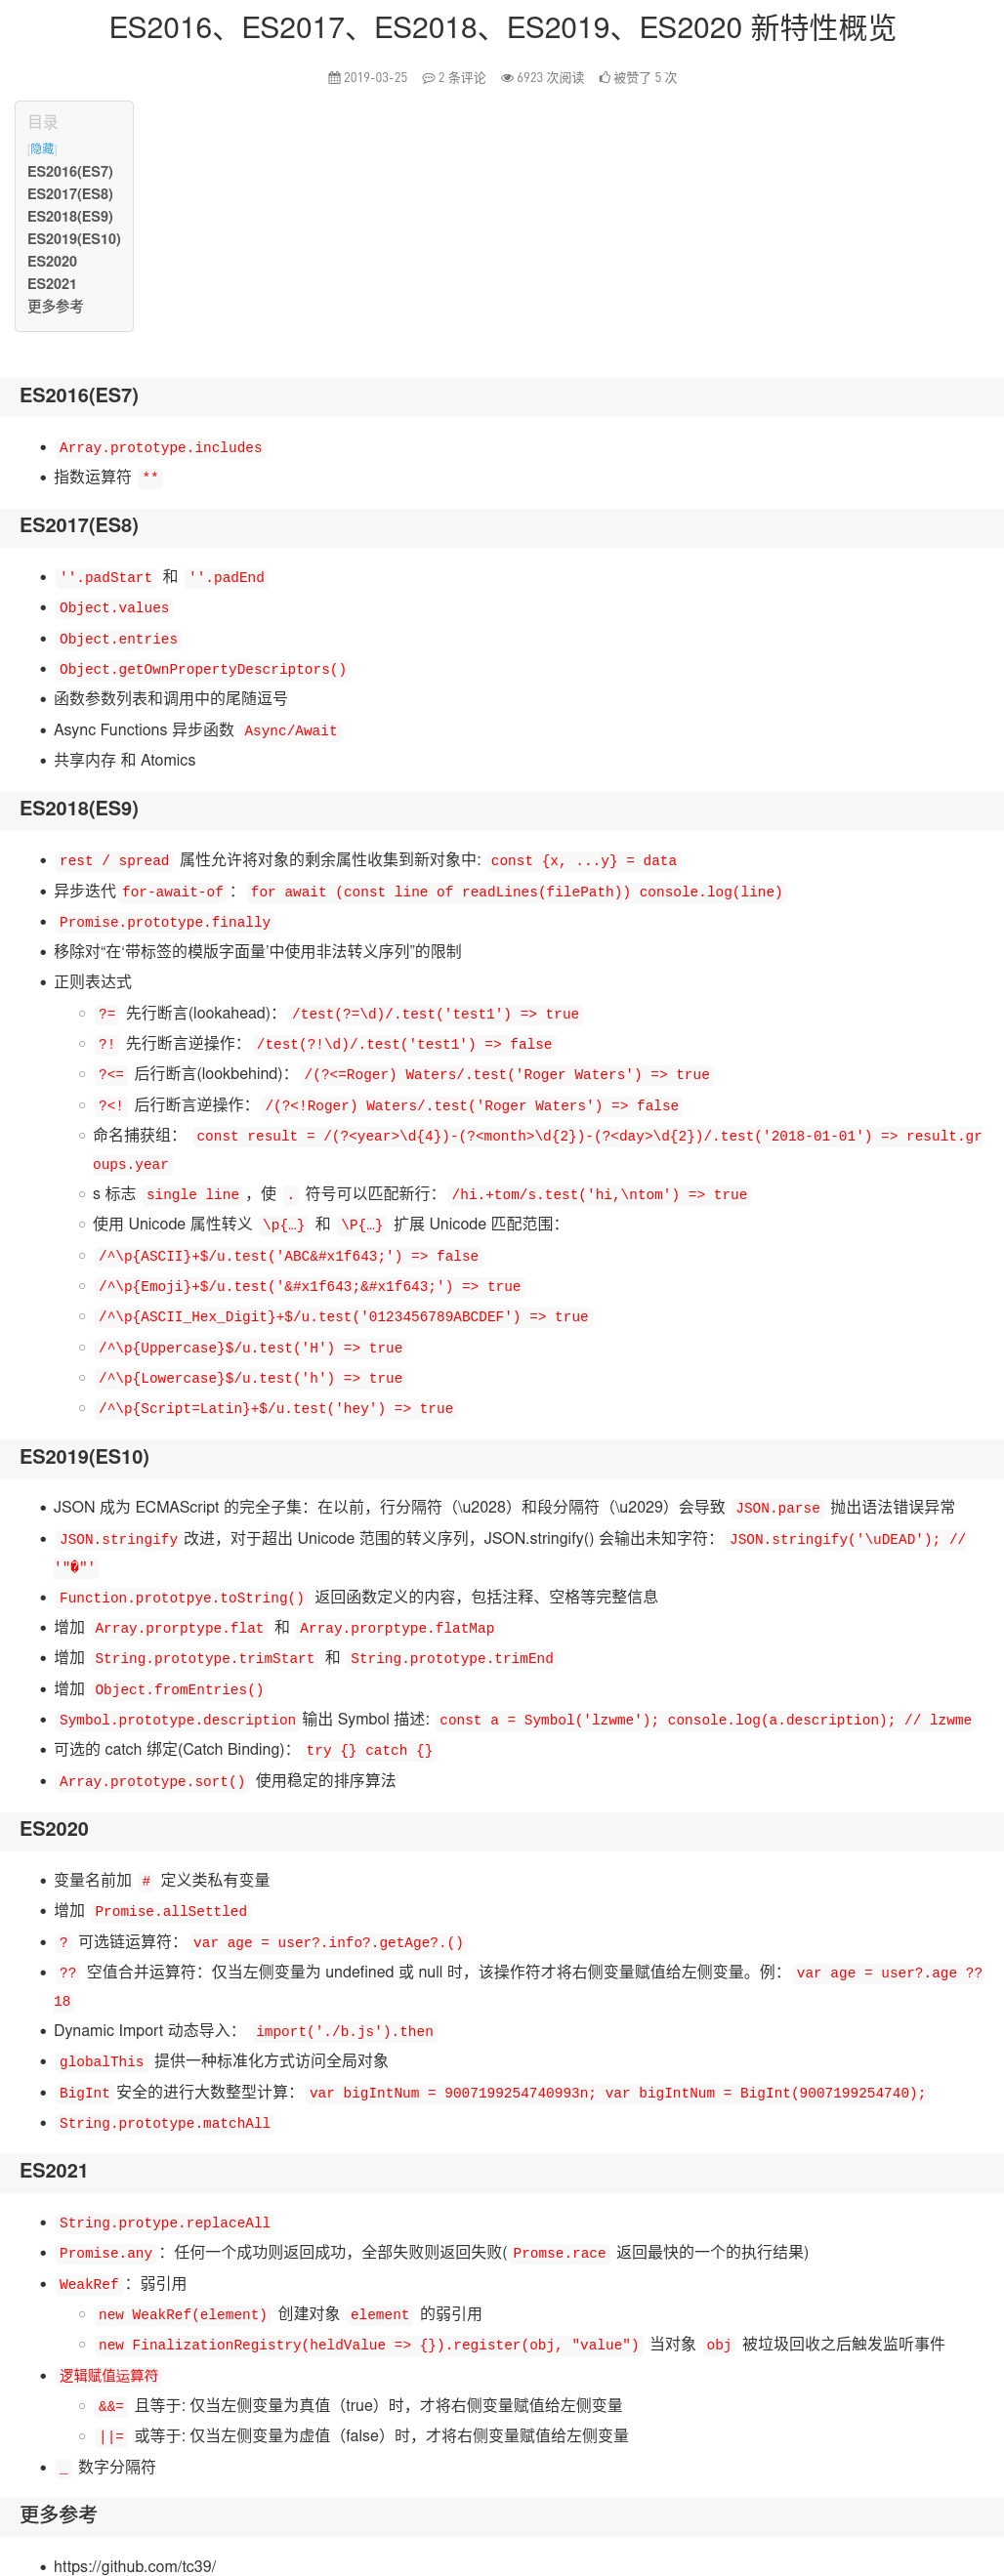 ES2016、ES2017、ES2018、ES2019、ES2020 新特性概览
2019-03-25 2 条评论 6923 次阅读 被赞了 5 次
目录
[隐藏]
ES2016(ES7)
ES2017(ES8)
ES2018(ES9)
ES2019(ES10)
ES2020
ES2021
更多参考
ES2016(ES7)
Array.prototype.includes
指数运算符 **
ES2017(ES8)
''.padStart 和 ''.padEnd
Object.values
Object.entries
Object.getOwnPropertyDescriptors()
函数参数列表和调用中的尾随逗号
Async Functions 异步函数 Async/Await
共享内存 和 Atomics
ES2018(ES9)
rest / spread 属性允许将对象的剩余属性收集到新对象中: const {x, ...y} = data
异步迭代 for-await-of ： for await (const line of readLines(filePath)) console.log(line)
Promise.prototype.finally
移除对“在‘带标签的模版字面量’中使用非法转义序列”的限制
正则表达式
?= 先行断言(lookahead)： /test(?=\d)/.test('test1') => true
?! 先行断言逆操作： /test(?!\d)/.test('test1') => false
?<= 后行断言(lookbehind)： /(?<=Roger) Waters/.test('Roger Waters') => true
?<! 后行断言逆操作： /(?<!Roger) Waters/.test('Roger Waters') => false
命名捕获组： const result = /(?<year>\d{4})-(?<month>\d{2})-(?<day>\d{2})/.test('2018-01-01') => result.gr
oups.year
s 标志 single line ，使 . 符号可以匹配新行： /hi.+tom/s.test('hi,\ntom') => true
使用 Unicode 属性转义 \p{…} 和 \P{…} 扩展 Unicode 匹配范围：
/^\p{ASCII}+$/u.test('ABC&#x1f643;') => false
/^\p{Emoji}+$/u.test('&#x1f643;&#x1f643;') => true
/^\p{ASCII_Hex_Digit}+$/u.test('0123456789ABCDEF') => true
/^\p{Uppercase}$/u.test('H') => true
/^\p{Lowercase}$/u.test('h') => true
/^\p{Script=Latin}+$/u.test('hey') => true
ES2019(ES10)
JSON 成为 ECMAScript 的完全子集：在以前，行分隔符（\u2028）和段分隔符（\u2029）会导致 JSON.parse 抛出语法错误异常
JSON.stringify 改进，对于超出 Unicode 范围的转义序列，JSON.stringify() 会输出未知字符： JSON.stringify('\uDEAD'); //
'"�"'
Function.prototpye.toString() 返回函数定义的内容，包括注释、空格等完整信息
增加 Array.prorptype.flat 和 Array.prorptype.flatMap
增加 String.prototype.trimStart 和 String.prototype.trimEnd
增加 Object.fromEntries()
Symbol.prototype.description 输出 Symbol 描述: const a = Symbol('lzwme'); console.log(a.description); // lzwme
可选的 catch 绑定(Catch Binding)： try {} catch {}
Array.prototype.sort() 使用稳定的排序算法
ES2020
变量名前加 # 定义类私有变量
增加 Promise.allSettled
? 可选链运算符： var age = user?.info?.getAge?.()
?? 空值合并运算符：仅当左侧变量为 undefined 或 null 时，该操作符才将右侧变量赋值给左侧变量。例： var age = user?.age ??
18
Dynamic Import 动态导入： import('./b.js').then
globalThis 提供一种标准化方式访问全局对象
BigInt 安全的进行大数整型计算： var bigIntNum = 9007199254740993n; var bigIntNum = BigInt(9007199254740);
String.prototype.matchAll
ES2021
String.protype.replaceAll
Promise.any ：任何一个成功则返回成功，全部失败则返回失败( Promse.race 返回最快的一个的执行结果)
WeakRef ：弱引用
new WeakRef(element) 创建对象 element 的弱引用
new FinalizationRegistry(heldValue => {}).register(obj, "value") 当对象 obj 被垃圾回收之后触发监听事件
逻辑赋值运算符
&&= 且等于: 仅当左侧变量为真值（true）时，才将右侧变量赋值给左侧变量
||= 或等于: 仅当左侧变量为虚值（false）时，才将右侧变量赋值给左侧变量
_ 数字分隔符
更多参考
https://github.com/tc39/